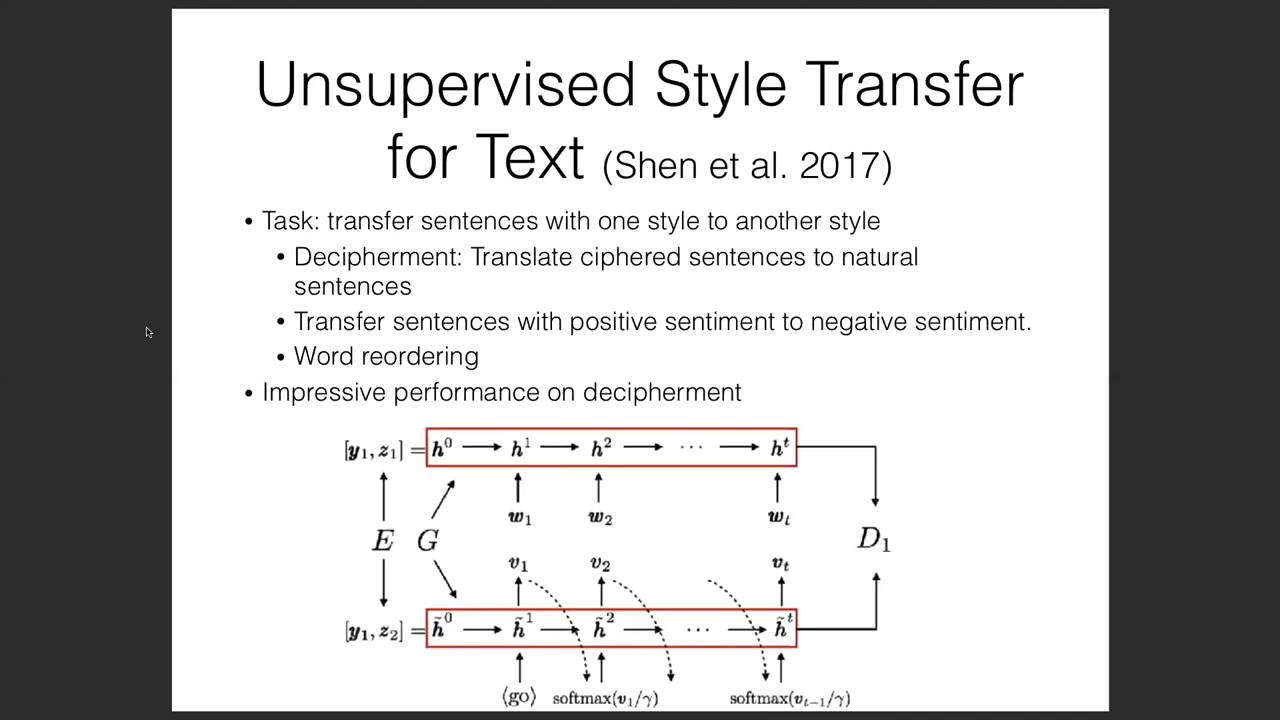 Unsupervised Style Transfer
for Text (Shen et al. 2017)
• Task: transfer sentences with one style to another style
• Decipherment: Translate ciphered sentences to natural
sentences
• Transfer sentences with positive sentiment to negative sentiment.
• Word reordering
• Impressive performance on decipherment
[y₁, z₁] = h⁰ → h¹ → h² → ··· → hᵗ
w₁ w₂ wₜ
E G D₁
v₁ v₂ vₜ
[y₁, z₂] = h̃⁰ → h̃¹ → h̃² → ··· → h̃ᵗ
⟨go⟩ softmax(v₁/γ) softmax(vₜ₋₁/γ)